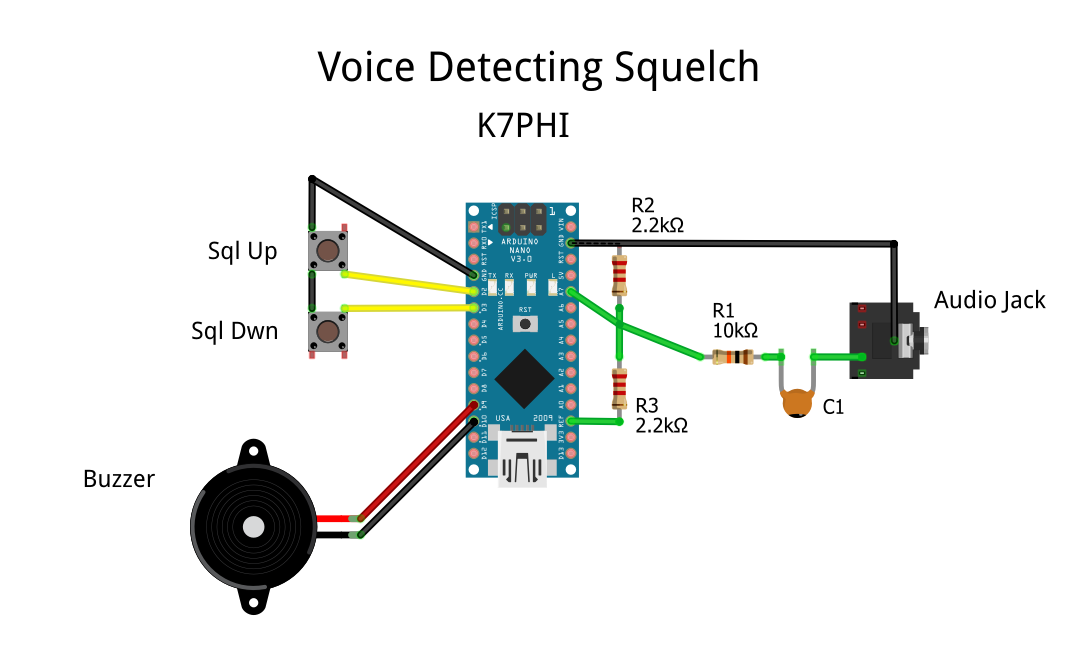 Voice Detecting Squelch
K7PHI
R2
2.2kΩ
Sql Up
Sql Dwn
Audio Jack
R1
10kΩ
C1
R3
2.2kΩ
Buzzer
ICSP
1
ARDUINO
NANO
V3.0
TX
RX
PWR
L
RST
ARDUINO.CC
USA
2009
TX1
RX0
RST
GND
D2
D3
D4
D5
D6
D7
D8
D9
D10
D11
D12
VIN
GND
RST
5V
A7
A6
A5
A4
A3
A2
A1
A0
REF
3V3
D13